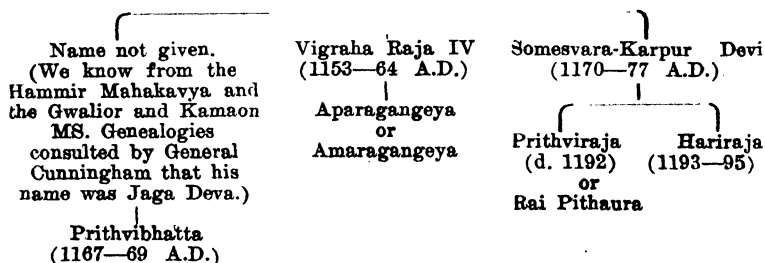 Name not given.
(We know from the
Hammir Mahakavya and
the Gwalior and Kamaon
MS. Genealogies
consulted by General
Cunningham that his
name was Jaga Deva.)
Prithvibhatta
(1167—69 A.D.)
Vigraha Raja IV
(1153—64 A.D.)
Aparagangeya
or
Amaragangeya
Somesvara-Karpur Devi
(1170—77 A.D.)
Prithviraja
(d. 1192)
or
Rai Pithaura
Hariraja
(1193—95)